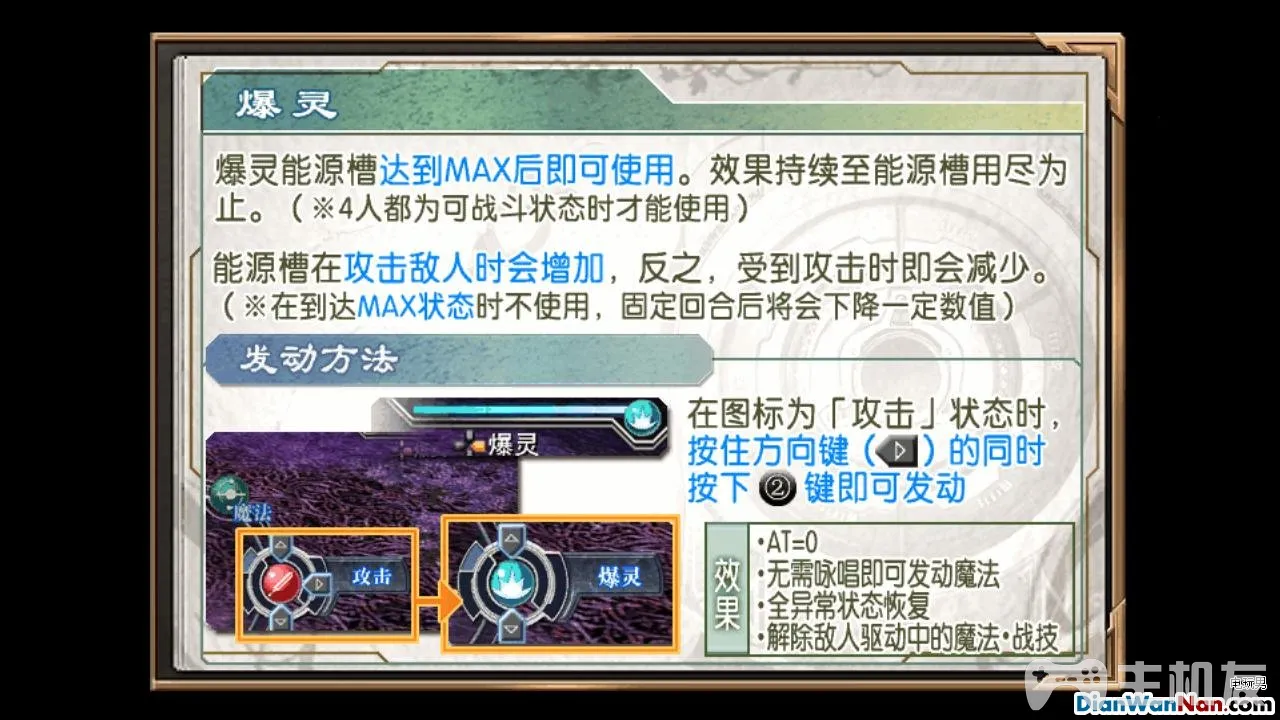 爆灵
爆灵能源槽达到MAX后即可使用。效果持续至能源槽用尽为
止。（※4人都为可战斗状态时才能使用）
能源槽在攻击敌人时会增加，反之，受到攻击时即会减少。
（※在到达MAX状态时不使用，固定回合后将会下降一定数值）
发动方法
爆灵
魔法
攻击
爆灵
在图标为「攻击」状态时，
按住方向键（▷）的同时
按下②键即可发动
效果
·AT=0
·无需咏唱即可发动魔法
·全异常状态恢复
·解除敌人驱动中的魔法·战技
主机友
电玩男
DianWanNan.com